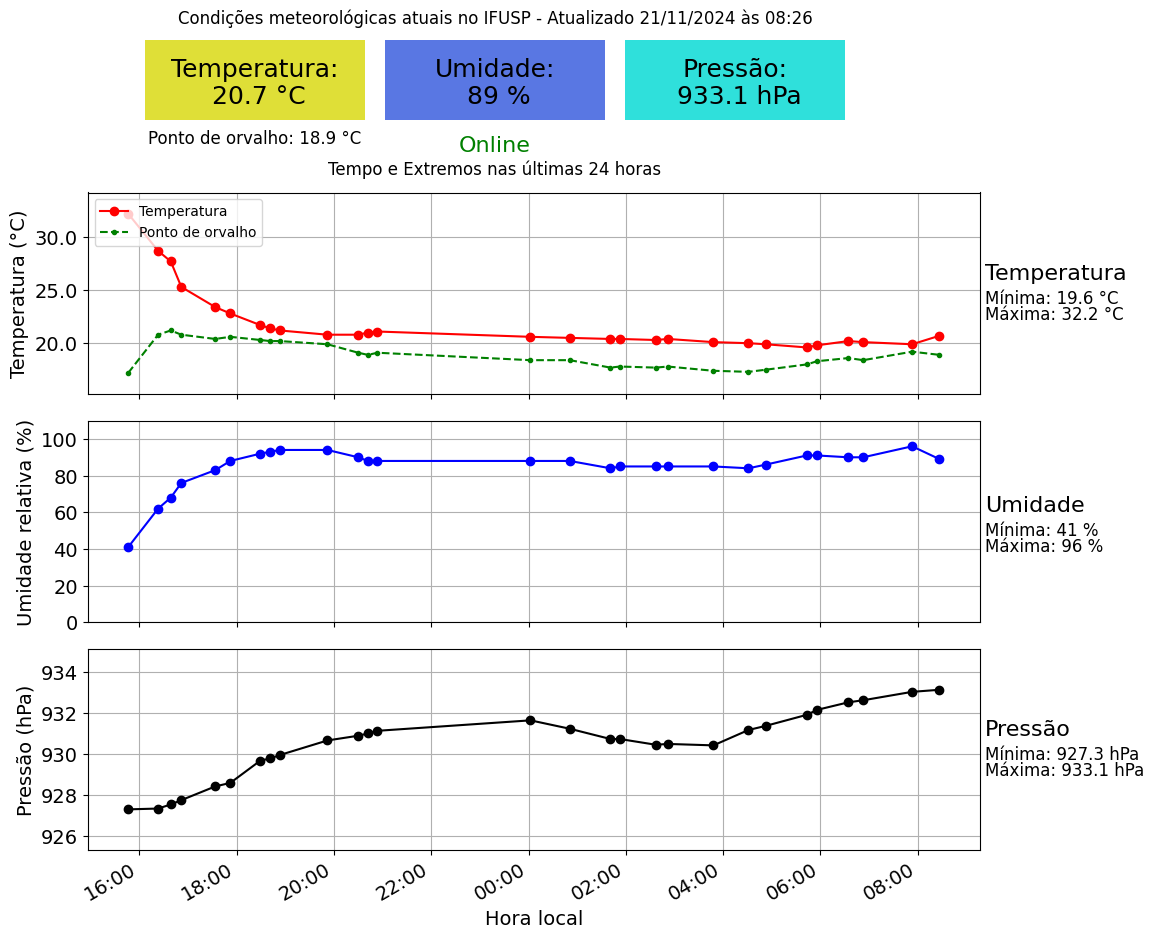 Condições meteorológicas atuais no IFUSP - Atualizado 21/11/2024 às 08:26
Temperatura:
20.7 °C
Umidade:
89 %
Pressão:
933.1 hPa
Ponto de orvalho: 18.9 °C
Online
Tempo e Extremos nas últimas 24 horas
Temperatura (°C)
30.0
25.0
20.0
Temperatura
Ponto de orvalho
Temperatura
Mínima: 19.6 °C
Máxima: 32.2 °C
Umidade relativa (%)
100
80
60
40
20
0
Umidade
Mínima: 41 %
Máxima: 96 %
Pressão (hPa)
934
932
930
928
926
Pressão
Mínima: 927.3 hPa
Máxima: 933.1 hPa
16:00
18:00
20:00
22:00
00:00
02:00
04:00
06:00
08:00
Hora local